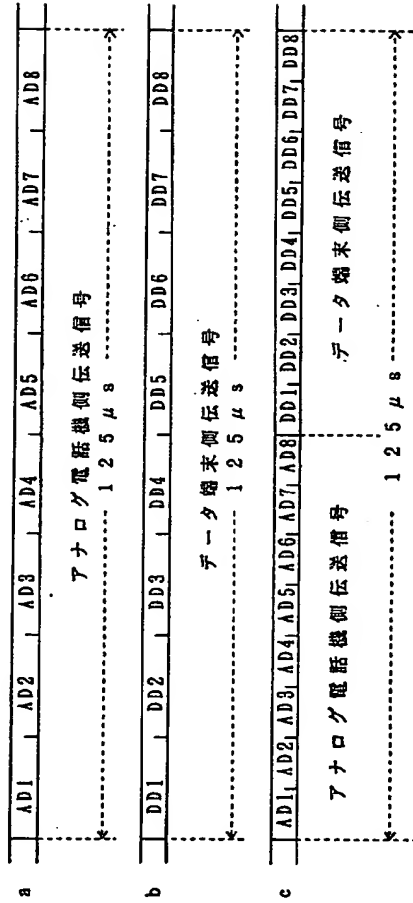 a
AD1 AD2 AD3 AD4 AD5 AD6 AD7 AD8
アナログ電話機側伝送信号
125μs
b
DD1 DD2 DD3 DD4 DD5 DD6 DD7 DD8
データ端末側伝送信号
125μs
c
AD1 AD2 AD3 AD4 AD5 AD6 AD7 AD8 DD1 DD2 DD3 DD4 DD5 DD6 DD7 DD8
アナログ電話機側伝送信号 データ端末側伝送信号
125μs